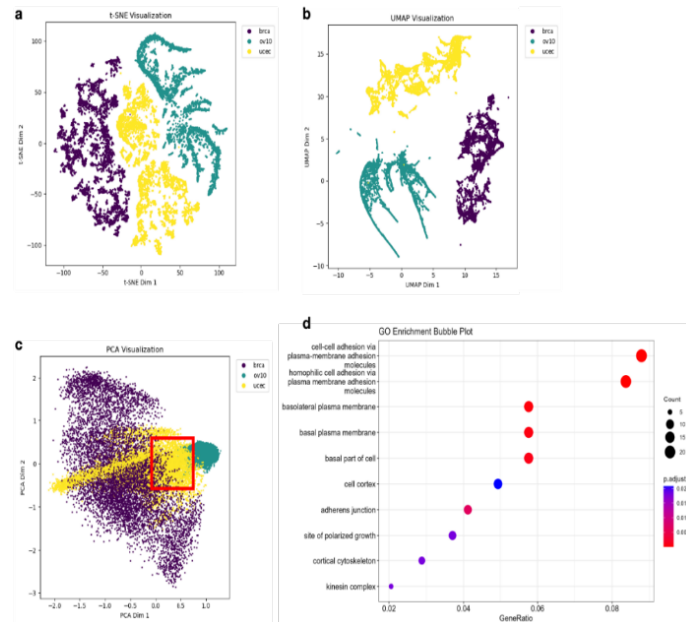 a
t-SNE Visualization
brca
ov10
ucec
100
50
0
−50
−100
t-SNE Dim 2
−100
−50
0
50
100
t-SNE Dim 1
b
UMAP Visualization
brca
ov10
ucec
15
10
5
0
−5
−10
UMAP Dim 2
−10
−5
0
5
10
15
UMAP Dim 1
c
PCA Visualization
brca
ov10
ucec
2
1
0
−1
−2
−3
PCA Dim 2
−2.0
−1.5
−1.0
−0.5
0.0
0.5
1.0
PCA Dim 1
d
GO Enrichment Bubble Plot
cell-cell adhesion via
plasma-membrane adhesion
molecules
homophilic cell adhesion via
plasma membrane adhesion
molecules
basolateral plasma membrane
basal plasma membrane
basal part of cell
cell cortex
adherens junction
site of polarized growth
cortical cytoskeleton
kinesin complex
0.02
0.04
0.06
0.08
GeneRatio
Count
5
10
15
20
p.adjust
0.02
0.01
0.01
0.00